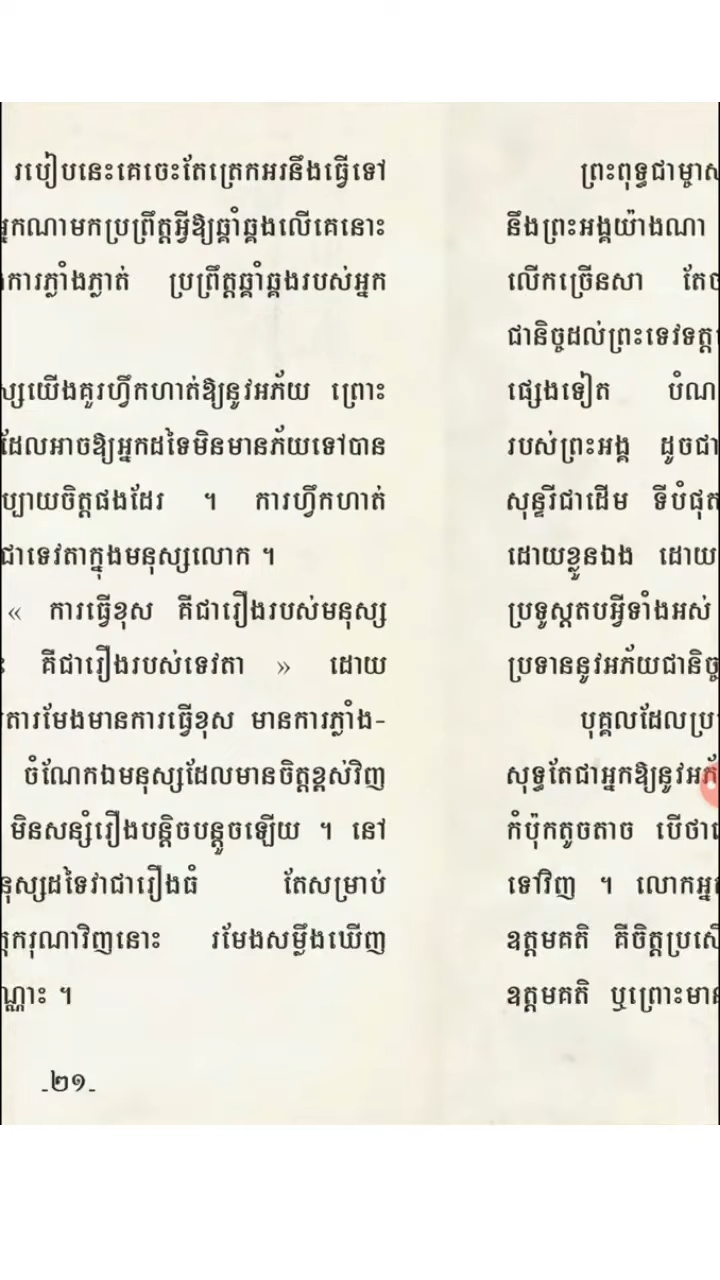 របៀបនេះគេចេះតែត្រេកអរនឹងធ្វើទៅ
អ្នកណាមកប្រព្រឹត្តអ្វីឱ្យឆ្គាំឆ្គងលើគេនោះ
ការភ្លាំងភ្លាត់ ប្រព្រឹត្តឆ្គាំឆ្គងរបស់អ្នក
យើងគួរហ្វឹកហាត់ឱ្យនូវអភ័យ ព្រោះ
ដែលអាចឱ្យអ្នកដទៃមិនមានភ័យទៅបាន
ប្បាយចិត្តផងដែរ ។ ការហ្វឹកហាត់
ជាទេវតាក្នុងមនុស្សលោក ។
« ការធ្វើខុស គឺជារឿងរបស់មនុស្ស
គឺជារឿងរបស់ទេវតា » ដោយ
តារមែងមានការធ្វើខុស មានការភ្លាំង-
ចំណែកឯមនុស្សដែលមានចិត្តខ្ពស់វិញ
មិនសន្សំរឿងបន្តិចបន្តួចឡើយ ។ នៅ
នុស្សដទៃវាជារឿងធំ តែសម្រាប់
ករុណាវិញនោះ រមែងសម្លឹងឃើញ
ណ្ណោះ ។
-២១-
ព្រះពុទ្ធជាម្ចាស
នឹងព្រះអង្គយ៉ាងណា
លើកច្រើនសា តែ
ជានិច្ចដល់ព្រះទេវទត្ត
ផ្សេងទៀត បំណ
របស់ព្រះអង្គ ដូចជា
សុន្ទរីជាដើម ទីបំផុត
ដោយខ្លួនឯង ដោយ
ប្រទូស្តតបអ្វីទាំងអស់
ប្រទាននូវអភ័យជានិច្ច
បុគ្គលដែលប្រា
សុទ្ធតែជាអ្នកឱ្យនូវអភ័
កំប៉ុកតូចតាច បើថា
ទៅវិញ ។ លោកអ្ន
ឧត្តមគតិ គឺចិត្តប្រសើ
ឧត្តមគតិ ឬព្រោះមាន